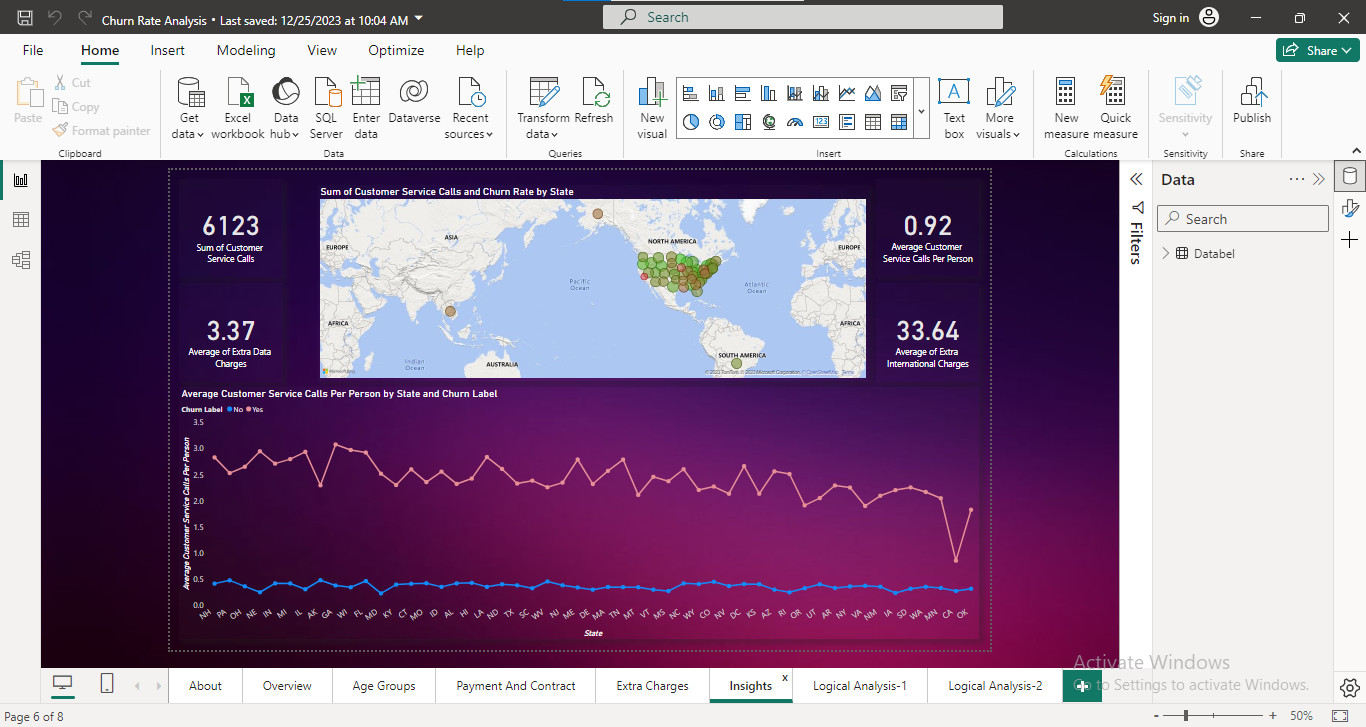 Churn Rate Analysis • Last saved: 12/25/2023 at 10:04 AM
Search
Sign in
File
Home
Insert
Modeling
View
Optimize
Help
Share
Paste
Cut
Copy
Format painter
Clipboard
Get data
Excel workbook
Data hub
SQL Server
Enter data
Dataverse
Recent sources
Data
Transform data
Refresh
Queries
New visual
Text box
More visuals
Insert
New measure
Quick measure
Calculations
Sensitivity
Sensitivity
Publish
Share
6123
Sum of Customer
Service Calls
3.37
Average of Extra Data
Charges
Sum of Customer Service Calls and Churn Rate by State
EUROPE
ASIA
NORTH AMERICA
EUROPE
Pacific
Ocean
Atlantic
Ocean
AFRICA
AFRICA
Indian
Ocean
AUSTRALIA
SOUTH AMERICA
0.92
Average Customer
Service Calls Per Person
33.64
Average of Extra
International Charges
Average Customer Service Calls Per Person by State and Churn Label
Churn Label No Yes
Average Customer Service Calls Per Person
3.5
3.0
2.5
2.0
1.5
1.0
0.5
0.0
NH PA OH NE IN MI IL AK GA WI FL MD KY CT MO ID AL HI LA ND TX SC WV NJ ME DE MA TN MT VT MS NC WY CO NV DC KS AZ RI OR UT AR NY VA NM IA SD WA MN CA OK
State
Filters
Data
Search
Databel
About
Overview
Age Groups
Payment And Contract
Extra Charges
Insights
x
Logical Analysis-1
Logical Analysis-2
Activate Windows
Go to Settings to activate Windows.
Page 6 of 8
50%